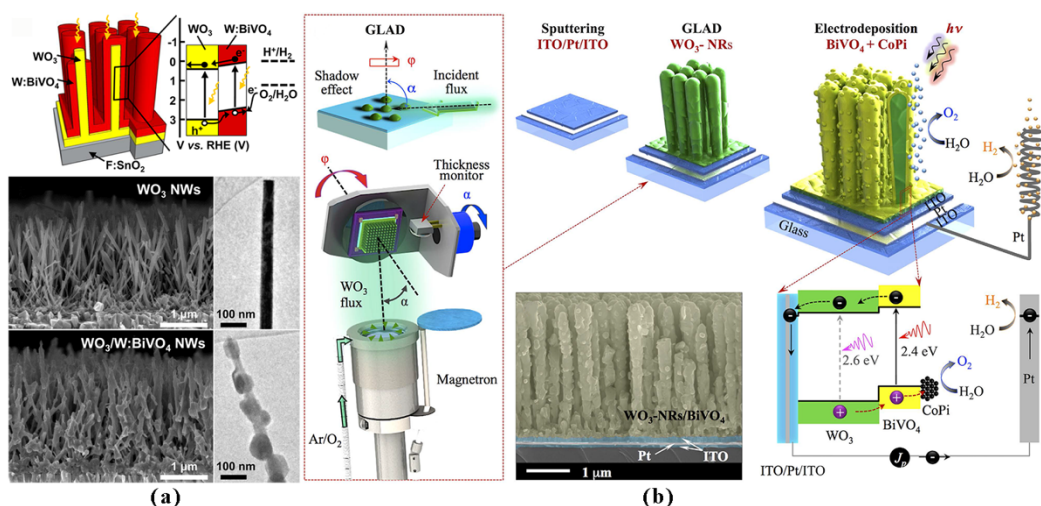 WO₃
W:BiVO₄
F:SnO₂
WO₃ W:BiVO₄
-1
0
1
2
3
H⁺/H₂
O₂/H₂O
e⁻
e⁻
h⁺
V vs. RHE (V)
WO₃ NWs
1 μm
100 nm
WO₃/W:BiVO₄ NWs
1 μm
100 nm
(a)
GLAD
φ
Shadow
effect
α
Incident
flux
φ
Thickness
monitor
α
WO₃
flux
α
Magnetron
Ar/O₂
Sputtering
ITO/Pt/ITO
GLAD
WO₃- NRs
Electrodeposition
BiVO₄ + CoPi
hν
O₂
H₂O
H₂
H₂O
ITO
Pt
ITO
Glass
Pt
WO₃-NRs/BiVO₄
Pt ITO
1 μm
2.6 eV
2.4 eV
WO₃
BiVO₄
CoPi
O₂
H₂O
H₂
H₂O
Pt
ITO/Pt/ITO
Jₚ
(b)